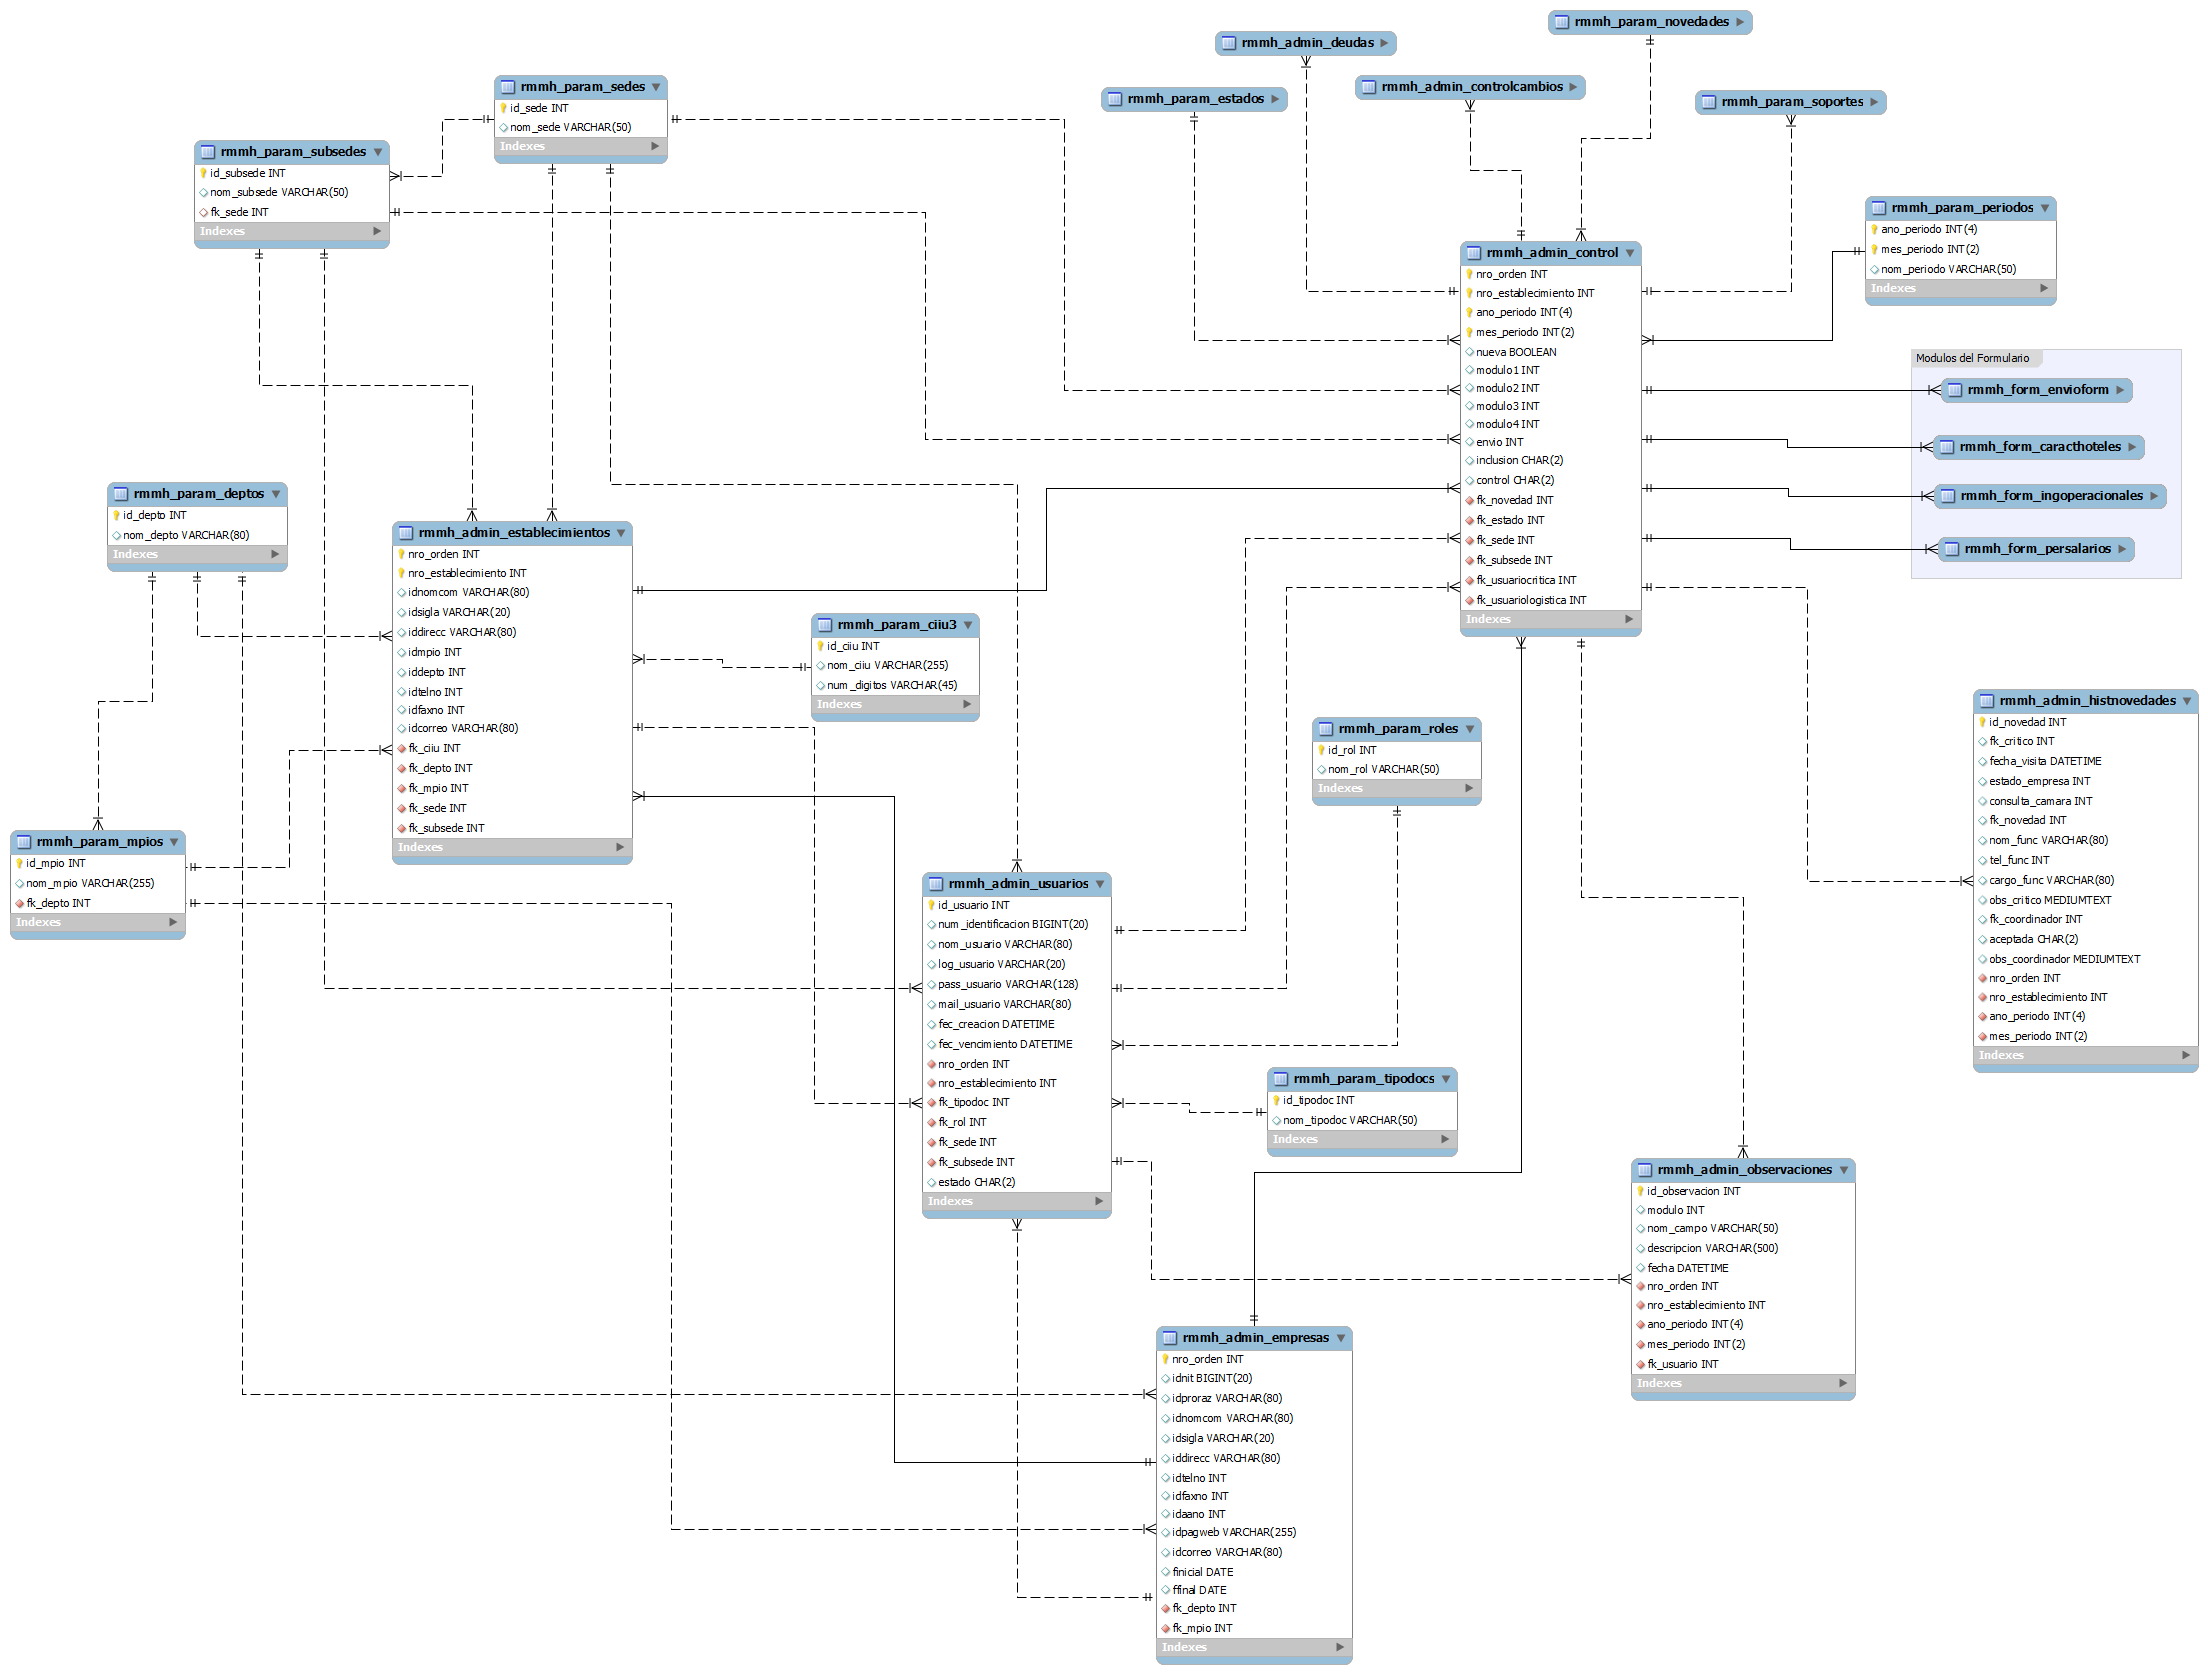 rmmh_param_novedades
rmmh_admin_deudas
rmmh_param_estados
rmmh_admin_controlcambios
rmmh_param_soportes
rmmh_param_sedes
id_sede INT
nom_sede VARCHAR(50)
Indexes
rmmh_param_subsedes
id_subsede INT
nom_subsede VARCHAR(50)
fk_sede INT
Indexes
rmmh_param_periodos
ano_periodo INT(4)
mes_periodo INT(2)
nom_periodo VARCHAR(50)
Indexes
rmmh_admin_control
nro_orden INT
nro_establecimiento INT
ano_periodo INT(4)
mes_periodo INT(2)
nueva BOOLEAN
modulo1 INT
modulo2 INT
modulo3 INT
modulo4 INT
envio INT
inclusion CHAR(2)
control CHAR(2)
fk_novedad INT
fk_estado INT
fk_sede INT
fk_subsede INT
fk_usuariocritica INT
fk_usuariologistica INT
Indexes
Modulos del Formulario
rmmh_form_envioform
rmmh_form_caracthoteles
rmmh_form_ingoperacionales
rmmh_form_persalarios
rmmh_param_deptos
id_depto INT
nom_depto VARCHAR(80)
Indexes
rmmh_admin_establecimientos
nro_orden INT
nro_establecimiento INT
idnomcom VARCHAR(80)
idsigla VARCHAR(20)
iddirecc VARCHAR(80)
idmpio INT
iddepto INT
idtelno INT
idfaxno INT
idcorreo VARCHAR(80)
fk_ciiu INT
fk_depto INT
fk_mpio INT
fk_sede INT
fk_subsede INT
Indexes
rmmh_param_ciiu3
id_ciiu INT
nom_ciiu VARCHAR(255)
num_digitos VARCHAR(45)
Indexes
rmmh_param_roles
id_rol INT
nom_rol VARCHAR(50)
Indexes
rmmh_admin_histnovedades
id_novedad INT
fk_critico INT
fecha_visita DATETIME
estado_empresa INT
consulta_camara INT
fk_novedad INT
nom_func VARCHAR(80)
tel_func INT
cargo_func VARCHAR(80)
obs_critico MEDIUMTEXT
fk_coordinador INT
aceptada CHAR(2)
obs_coordinador MEDIUMTEXT
nro_orden INT
nro_establecimiento INT
ano_periodo INT(4)
mes_periodo INT(2)
Indexes
rmmh_param_mpios
id_mpio INT
nom_mpio VARCHAR(255)
fk_depto INT
Indexes
rmmh_admin_usuarios
id_usuario INT
num_identificacion BIGINT(20)
nom_usuario VARCHAR(80)
log_usuario VARCHAR(20)
pass_usuario VARCHAR(128)
mail_usuario VARCHAR(80)
fec_creacion DATETIME
fec_vencimiento DATETIME
nro_orden INT
nro_establecimiento INT
fk_tipodoc INT
fk_rol INT
fk_sede INT
fk_subsede INT
estado CHAR(2)
Indexes
rmmh_param_tipodocs
id_tipodoc INT
nom_tipodoc VARCHAR(50)
Indexes
rmmh_admin_observaciones
id_observacion INT
modulo INT
nom_campo VARCHAR(50)
descripcion VARCHAR(500)
fecha DATETIME
nro_orden INT
nro_establecimiento INT
ano_periodo INT(4)
mes_periodo INT(2)
fk_usuario INT
Indexes
rmmh_admin_empresas
nro_orden INT
idnit BIGINT(20)
idproraz VARCHAR(80)
idnomcom VARCHAR(80)
idsigla VARCHAR(20)
iddirecc VARCHAR(80)
idtelno INT
idfaxno INT
idaano INT
idpagweb VARCHAR(255)
idcorreo VARCHAR(80)
finicial DATE
ffinal DATE
fk_depto INT
fk_mpio INT
Indexes